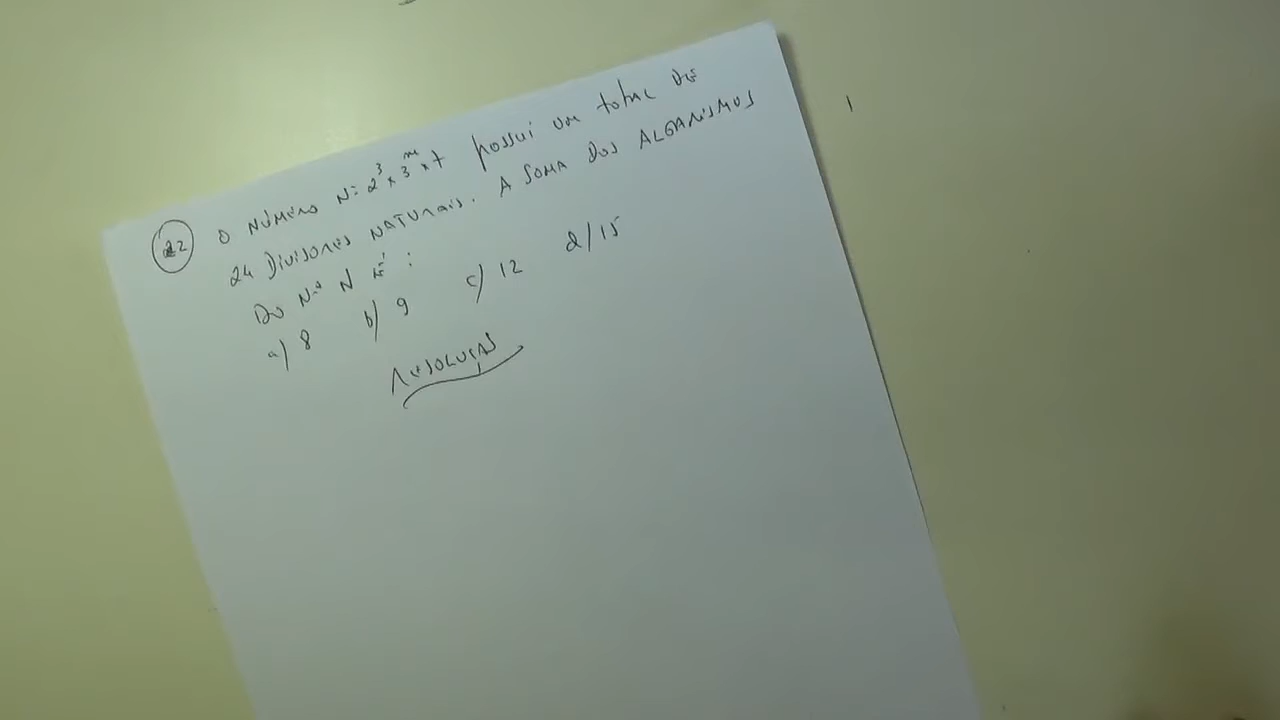 22 O NÚMERO N = 2³ x 3ᵐ x 7 possui um total de
24 DIVISORES NATURAIS. A SOMA DOS ALGARISMOS
DO Nº N É:
a) 8 b) 9 c) 12 d) 15
RESOLUÇÃO